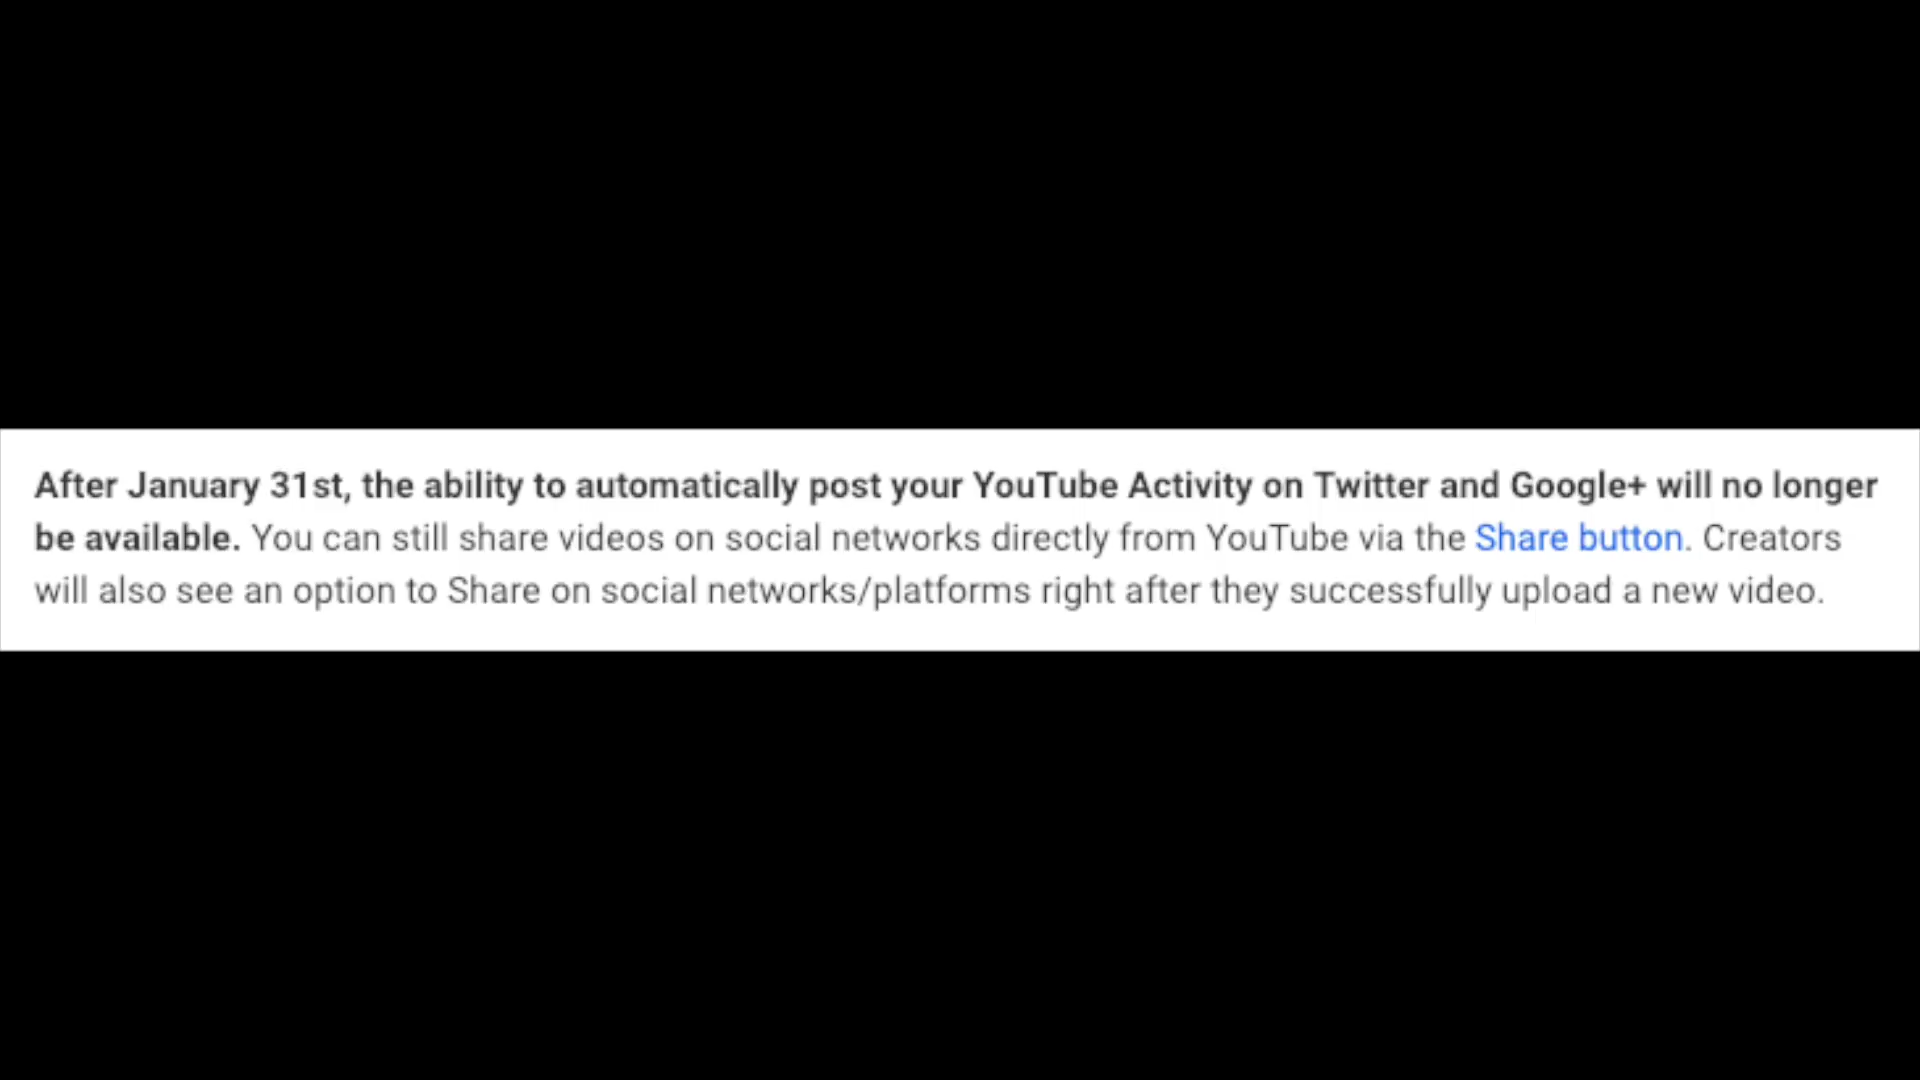 After January 31st, the ability to automatically post your YouTube Activity on Twitter and Google+ will no longer
be available. You can still share videos on social networks directly from YouTube via the Share button. Creators
will also see an option to Share on social networks/platforms right after they successfully upload a new video.